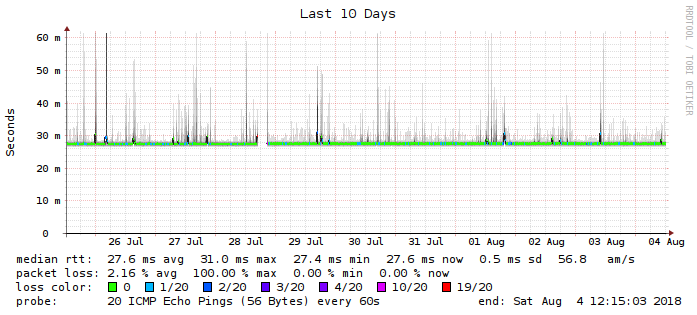 Last 10 Days
RRDTOOL / TOBI OETIKER
Seconds
60 m
50 m
40 m
30 m
20 m
10 m
0
26 Jul 27 Jul 28 Jul 29 Jul 30 Jul 31 Jul 01 Aug 02 Aug 03 Aug 04 Aug
median rtt: 27.6 ms avg 31.0 ms max 27.4 ms min 27.6 ms now 0.5 ms sd 56.8 am/s
packet loss: 2.16 % avg 100.00 % max 0.00 % min 0.00 % now
loss color: 0 1/20 2/20 3/20 4/20 10/20 19/20
probe: 20 ICMP Echo Pings (56 Bytes) every 60s end: Sat Aug 4 12:15:03 2018